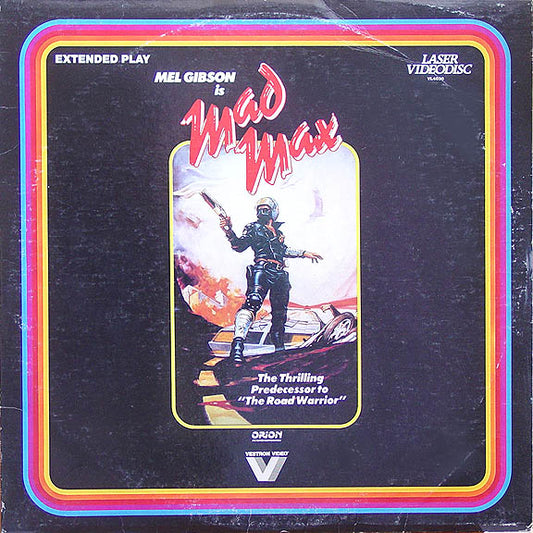 EXTENDED PLAY
LASER
VIDEODISC
MEL GIBSON
is
Mad
Max
The Thrilling
Predecessor to
"The Road Warrior"
ORION
VESTRON VIDEO
V